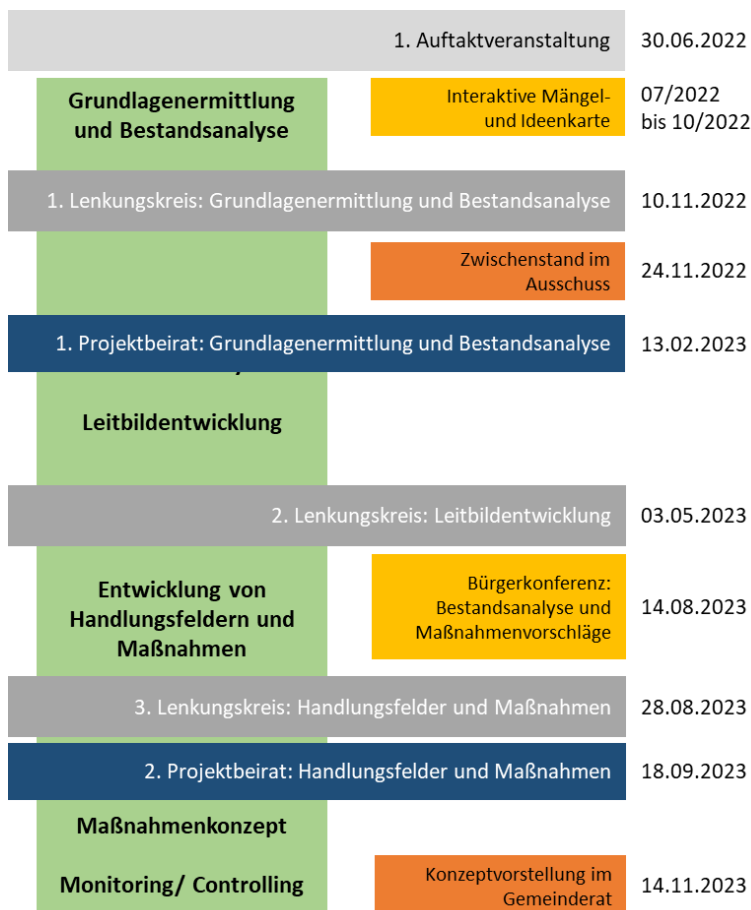 1. Auftaktveranstaltung 30.06.2022
Grundlagenermittlung
und Bestandsanalyse
Interaktive Mängel-
und Ideenkarte
07/2022
bis 10/2022
1. Lenkungskreis: Grundlagenermittlung und Bestandsanalyse 10.11.2022
Zwischenstand im
Ausschuss
24.11.2022
1. Projektbeirat: Grundlagenermittlung und Bestandsanalyse 13.02.2023
Leitbildentwicklung
2. Lenkungskreis: Leitbildentwicklung 03.05.2023
Entwicklung von
Handlungsfeldern und
Maßnahmen
Bürgerkonferenz:
Bestandsanalyse und
Maßnahmenvorschläge
14.08.2023
3. Lenkungskreis: Handlungsfelder und Maßnahmen 28.08.2023
2. Projektbeirat: Handlungsfelder und Maßnahmen 18.09.2023
Maßnahmenkonzept
Monitoring/ Controlling
Konzeptvorstellung im
Gemeinderat
14.11.2023